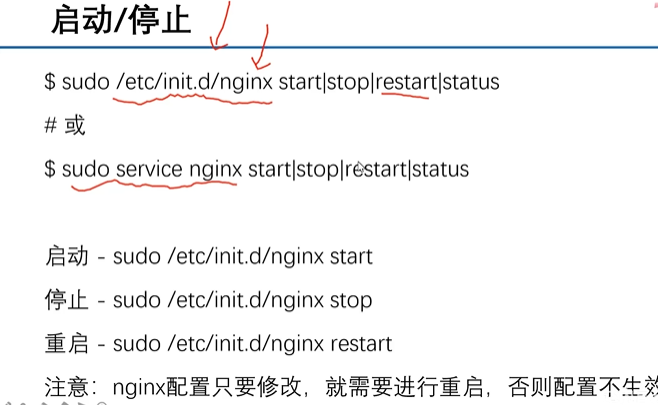 启动/停止
$ sudo /etc/init.d/nginx start|stop|restart|status
# 或
$ sudo service nginx start|stop|restart|status
启动 - sudo /etc/init.d/nginx start
停止 - sudo /etc/init.d/nginx stop
重启 - sudo /etc/init.d/nginx restart
注意：nginx配置只要修改，就需要进行重启，否则配置不生效